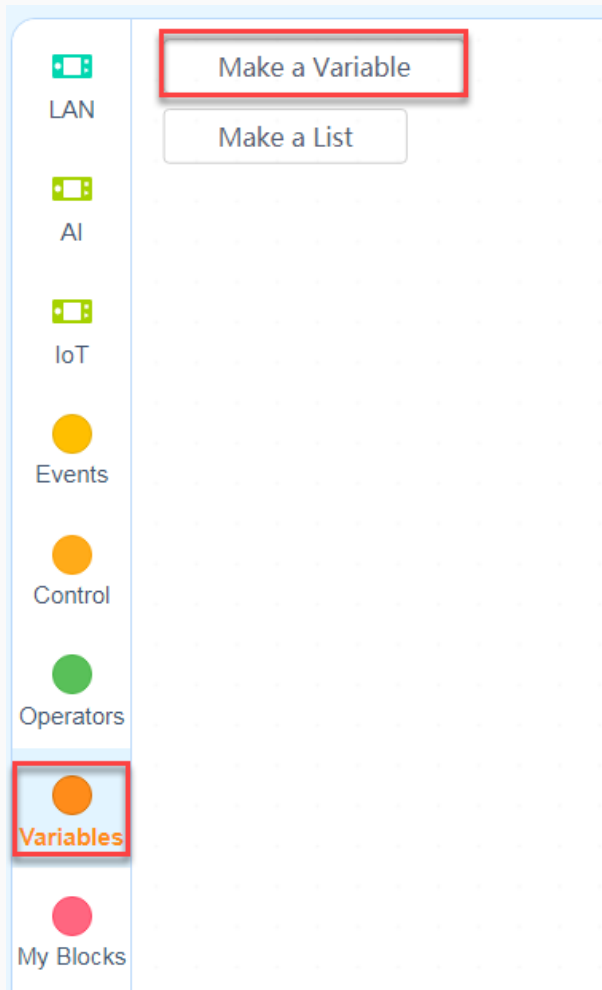 LAN
AI
IoT
Events
Control
Operators
Variables
My Blocks
Make a Variable
Make a List